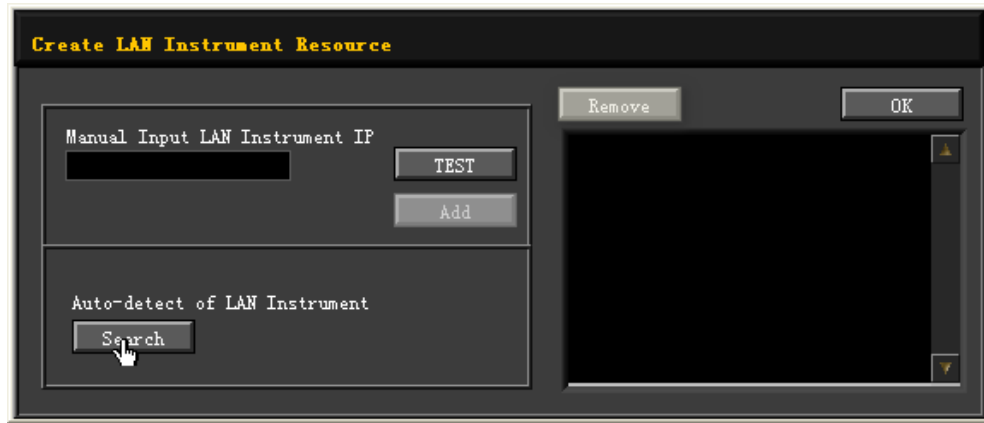 Create LAN Instrument Resource
Manual Input LAN Instrument IP
TEST
Add
Auto-detect of LAN Instrument
Search
Remove
OK